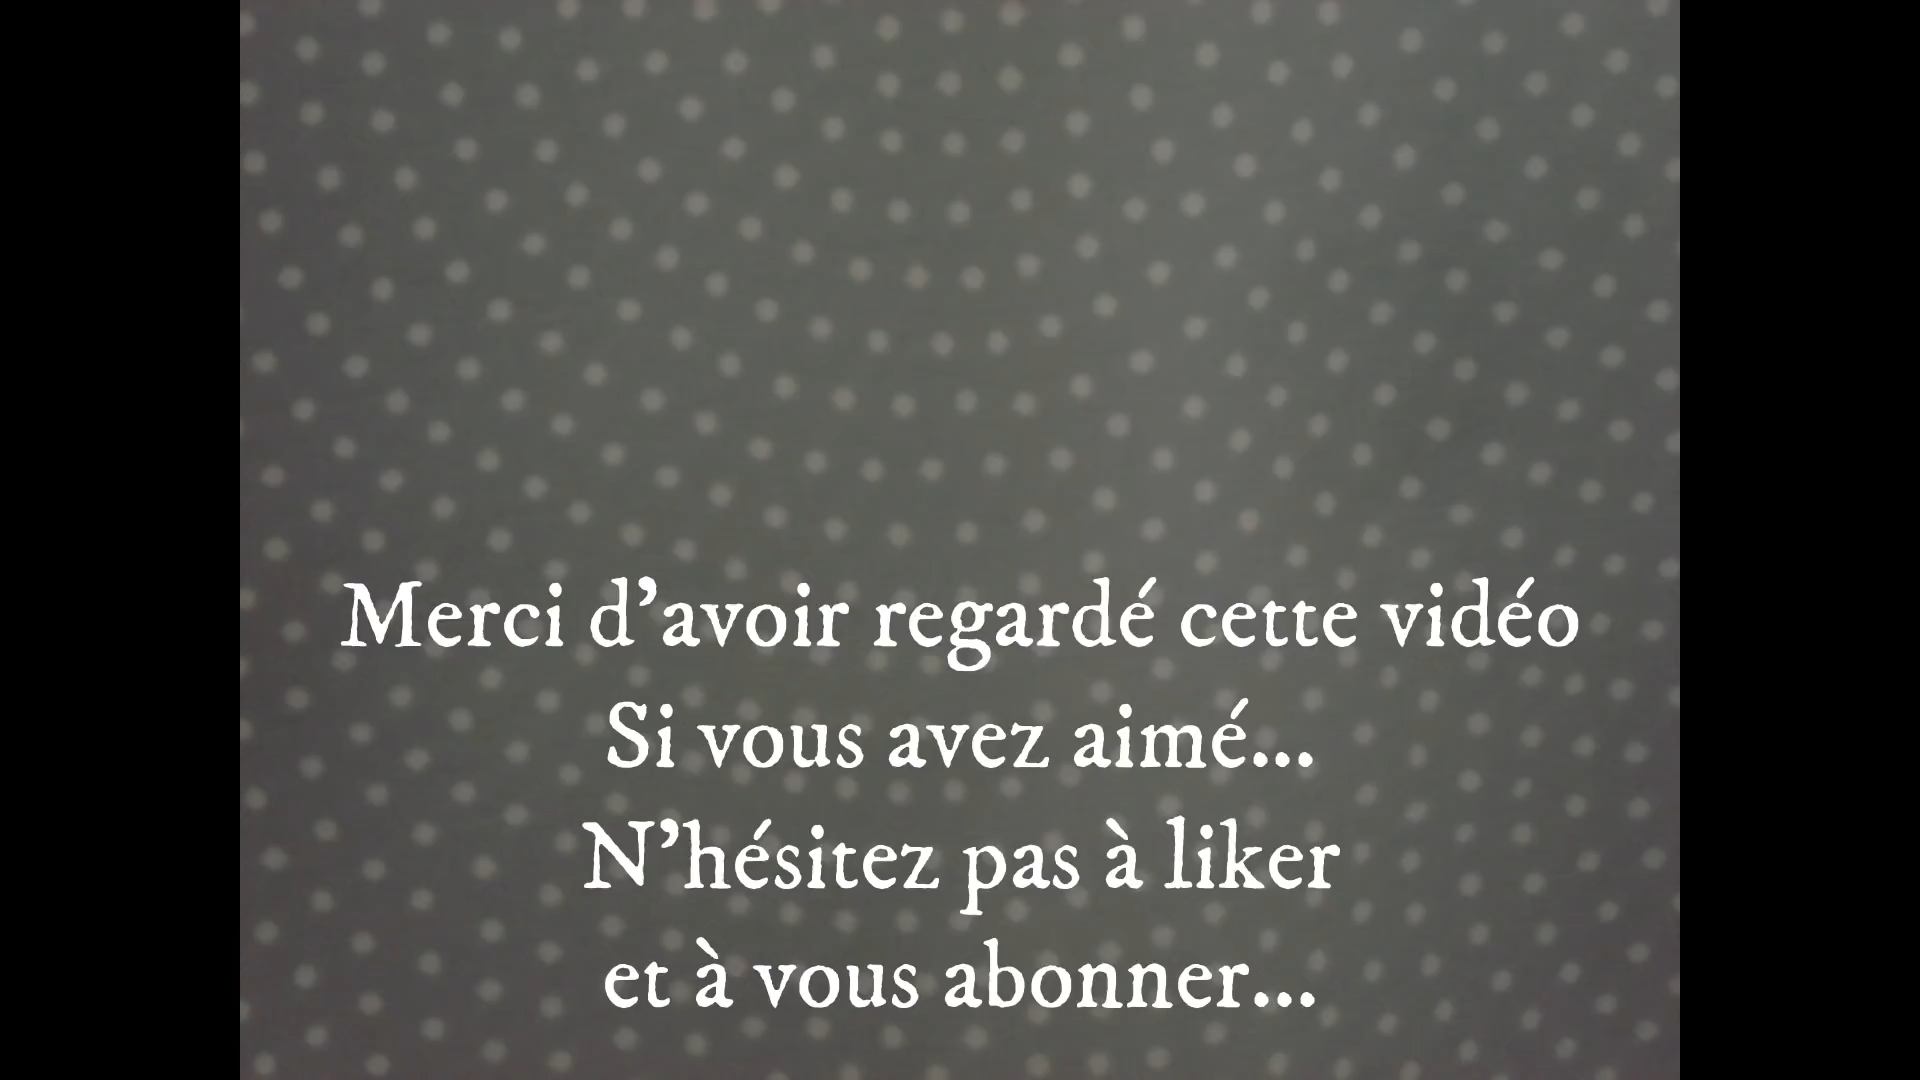 Merci d’avoir regardé cette vidéo
Si vous avez aimé...
N’hésitez pas à liker
et à vous abonner...